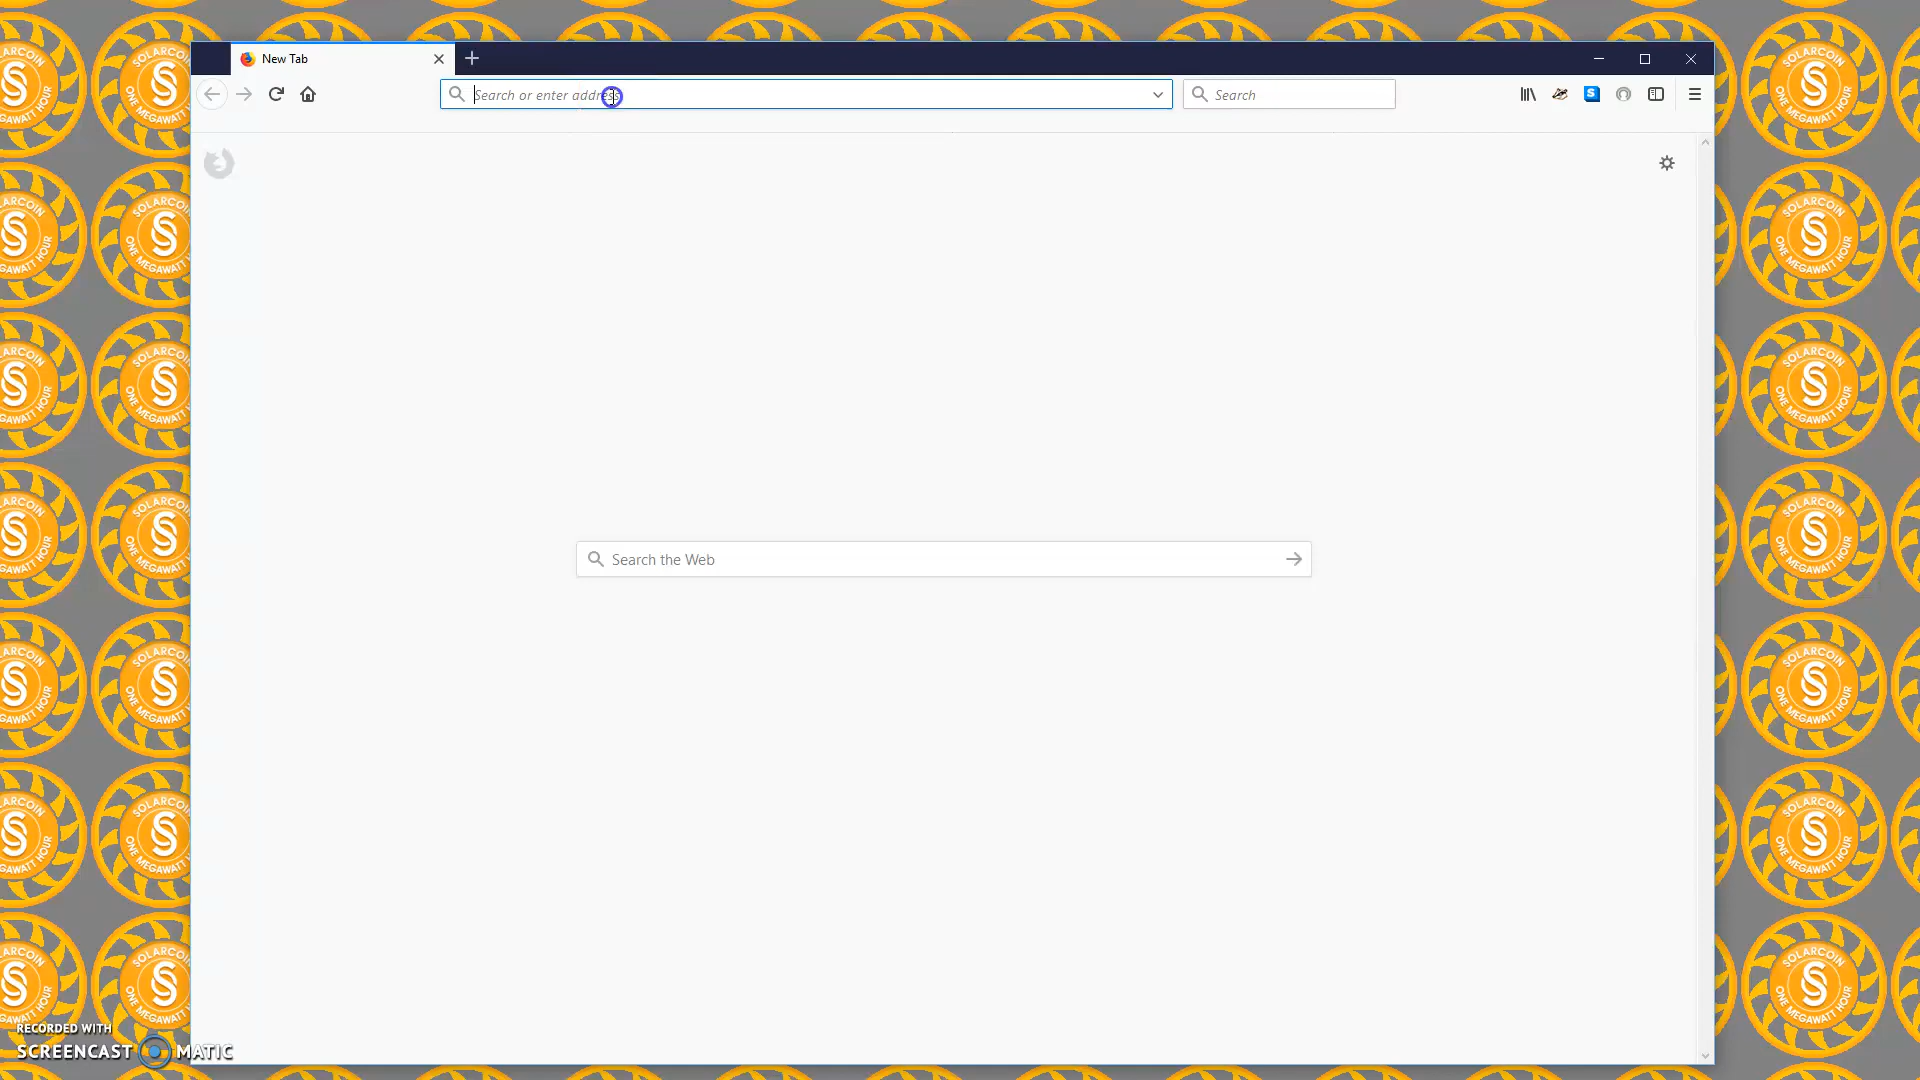 New Tab
Search or enter address
Search
Search the Web
SOLARCOIN
ONE MEGAWATT HOUR
RECORDED WITH
SCREENCAST MATIC